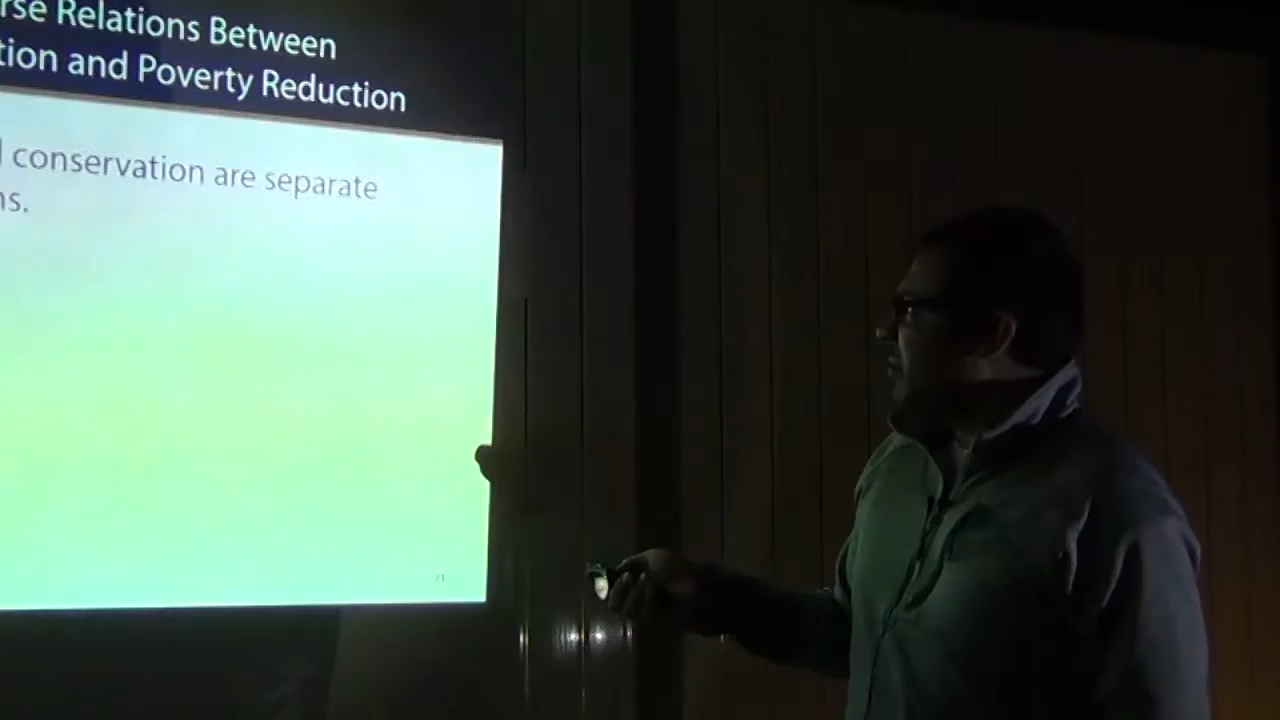 rse Relations Between
tion and Poverty Reduction
conservation are separate
ns.